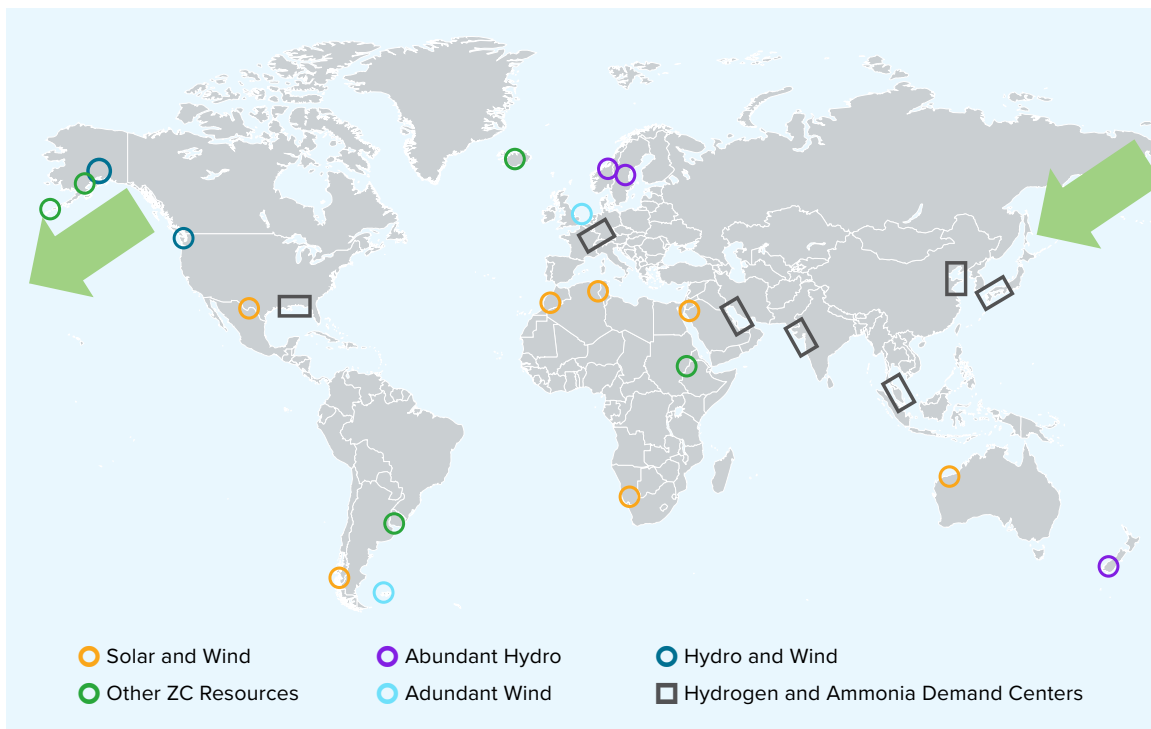 Solar and Wind
Abundant Hydro
Hydro and Wind
Other ZC Resources
Adundant Wind
Hydrogen and Ammonia Demand Centers